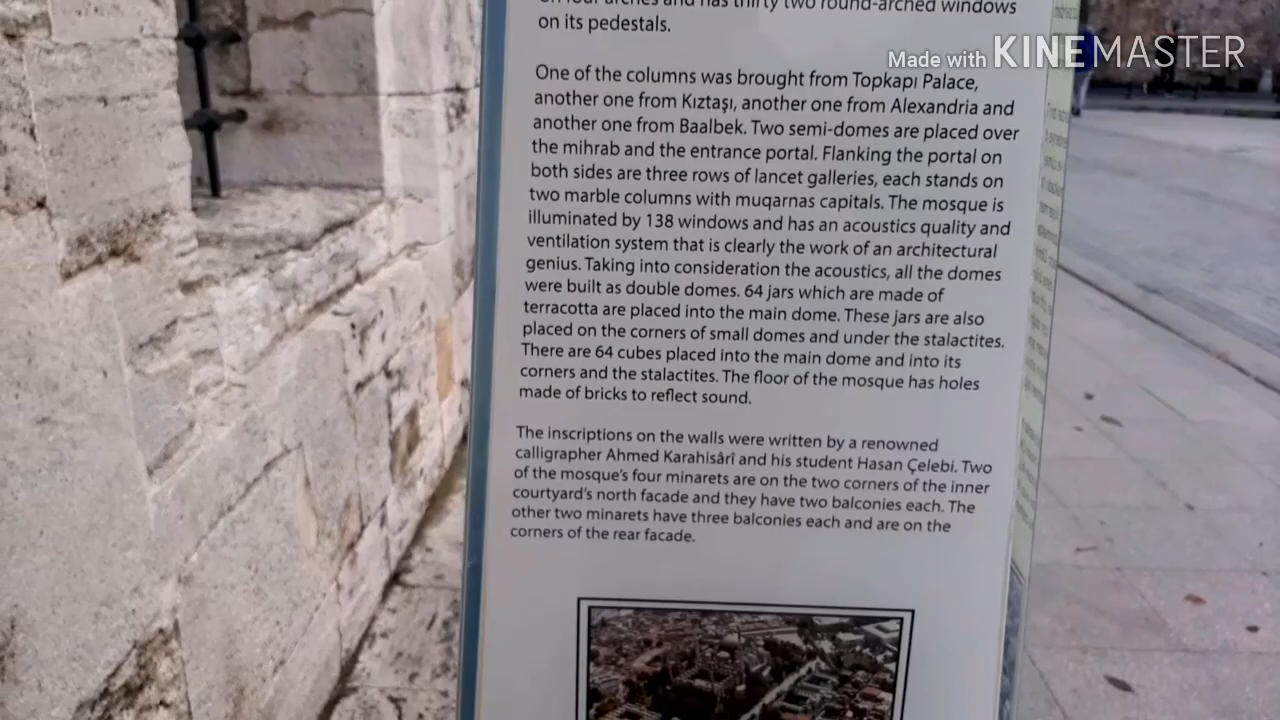 on four arches and has thirty two round-arched windows
on its pedestals.
Made with KINEMASTER
One of the columns was brought from Topkapı Palace,
another one from Kıztaşı, another one from Alexandria and
another one from Baalbek. Two semi-domes are placed over
the mihrab and the entrance portal. Flanking the portal on
both sides are three rows of lancet galleries, each stands on
two marble columns with muqarnas capitals. The mosque is
illuminated by 138 windows and has an acoustics quality and
ventilation system that is clearly the work of an architectural
genius. Taking into consideration the acoustics, all the domes
were built as double domes. 64 jars which are made of
terracotta are placed into the main dome. These jars are also
placed on the corners of small domes and under the stalactites.
There are 64 cubes placed into the main dome and into its
corners and the stalactites. The floor of the mosque has holes
made of bricks to reflect sound.
The inscriptions on the walls were written by a renowned
calligrapher Ahmed Karahisârî and his student Hasan Çelebi. Two
of the mosque's four minarets are on the two corners of the inner
courtyard's north facade and they have two balconies each. The
other two minarets have three balconies each and are on the
corners of the rear facade.